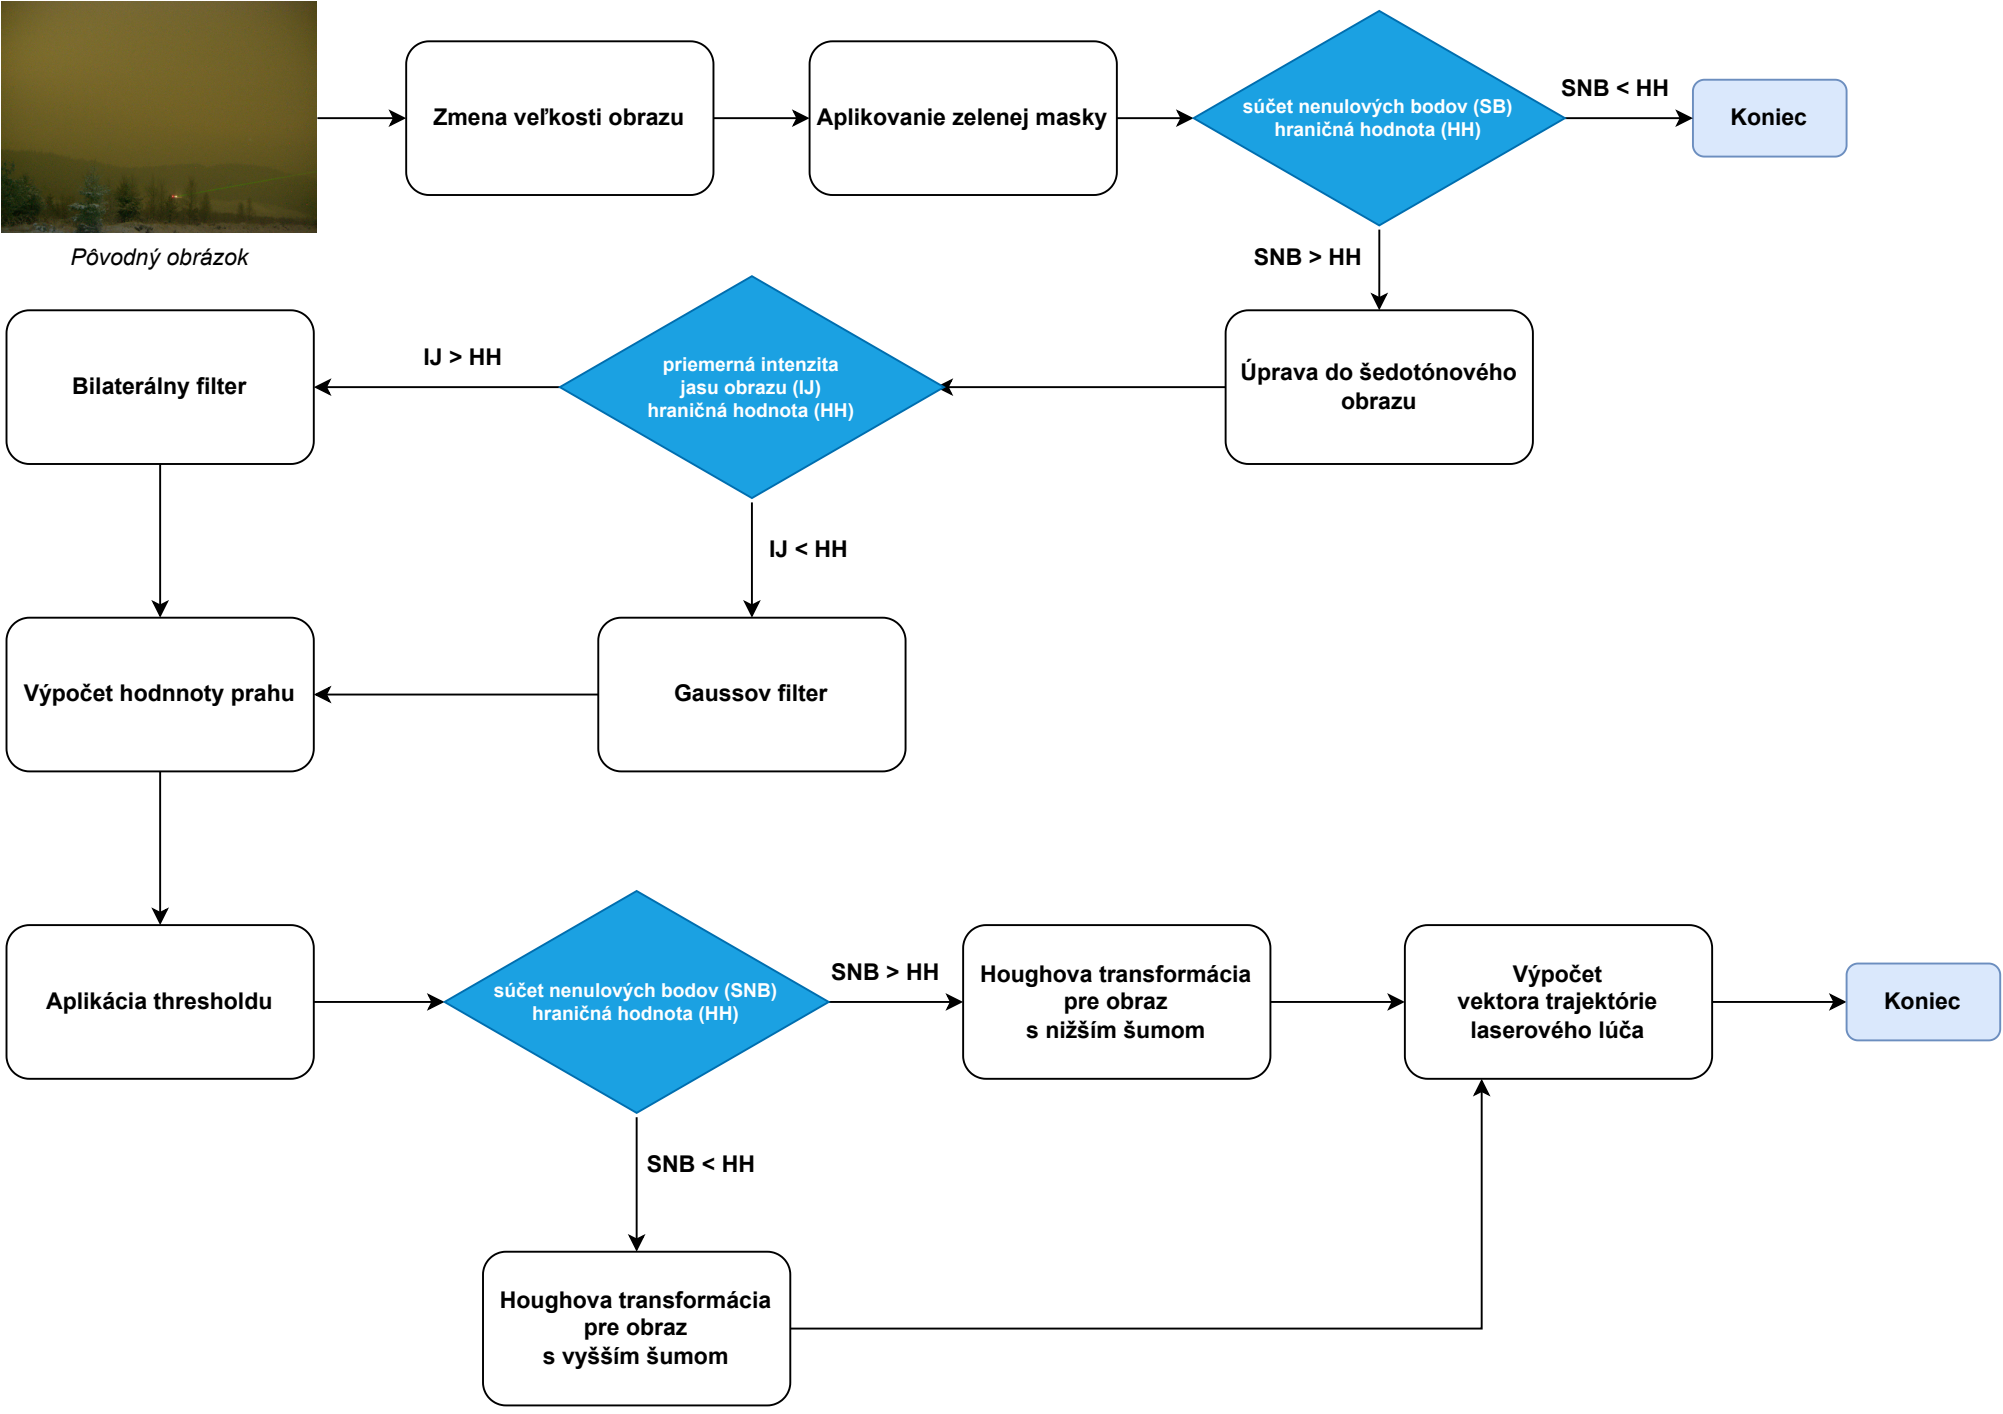 Zmena veľkosti obrazu
Aplikovanie zelenej masky
súčet nenulových bodov (SB)
hraničná hodnota (HH)
SNB < HH
Koniec
Pôvodný obrázok
SNB > HH
Bilaterálny filter
IJ > HH
priemerná intenzita
jasu obrazu (IJ)
hraničná hodnota (HH)
Úprava do šedotónového
obrazu
IJ < HH
Výpočet hodnnoty prahu
Gaussov filter
Aplikácia thresholdu
súčet nenulových bodov (SNB)
hraničná hodnota (HH)
SNB > HH
Houghova transformácia
pre obraz
s nižším šumom
Výpočet
vektora trajektórie
laserového lúča
Koniec
SNB < HH
Houghova transformácia
pre obraz
s vyšším šumom